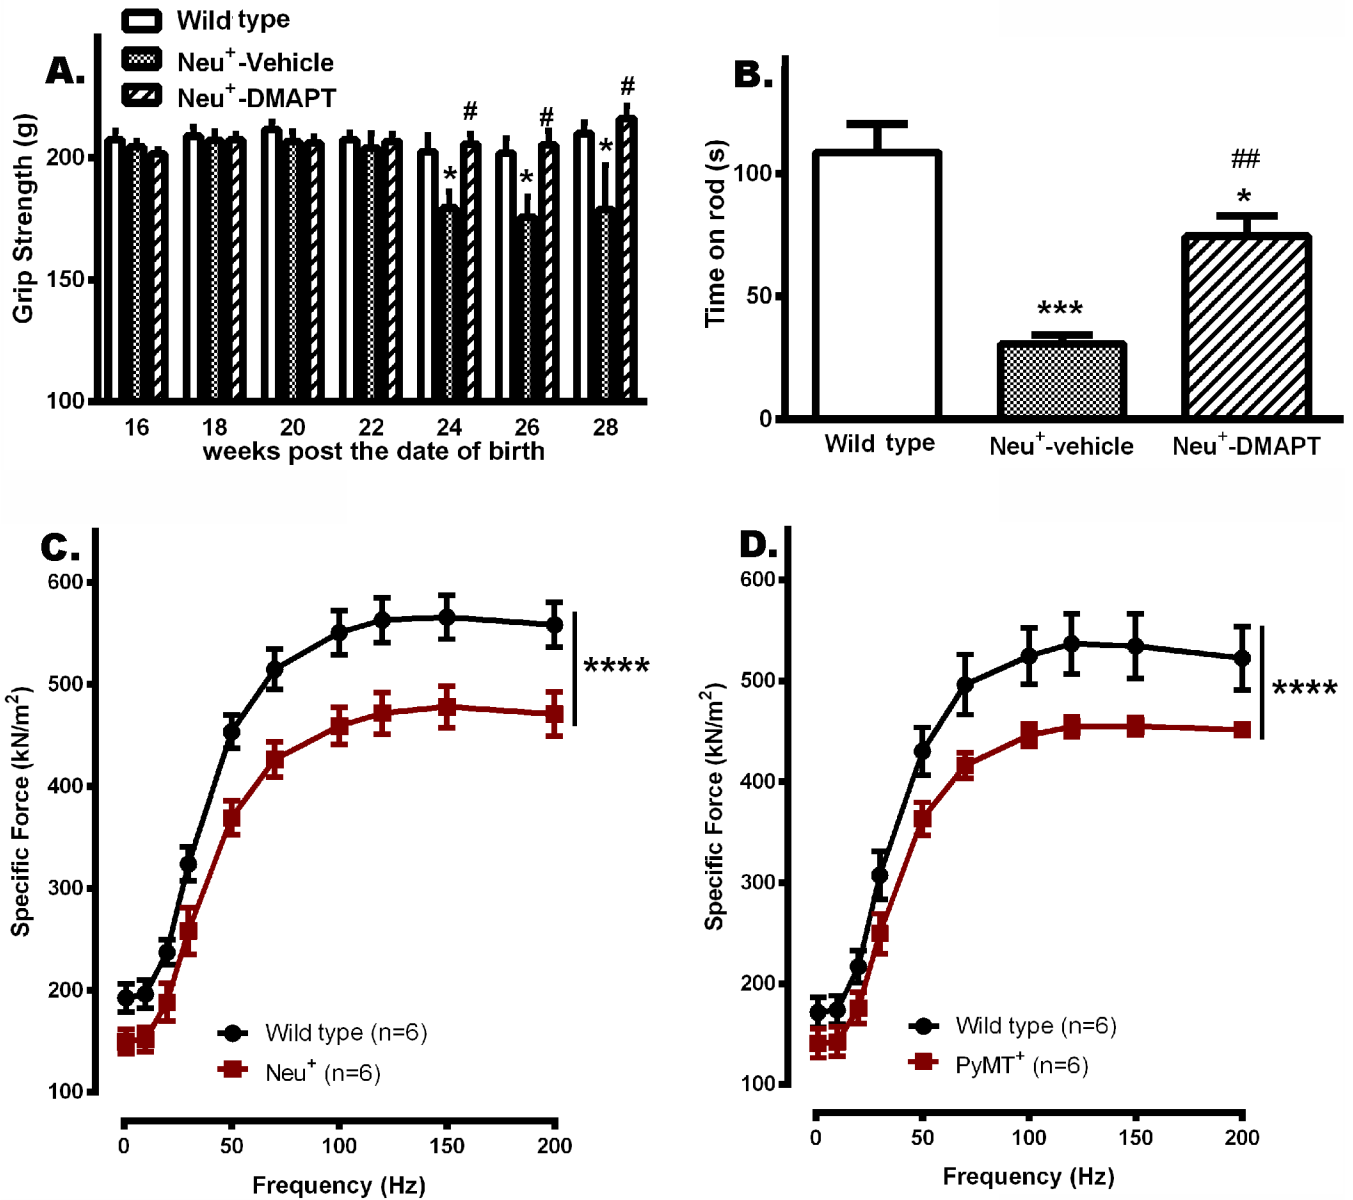 Wild type
Neu+-Vehicle
Neu+-DMAPT
A.
Grip Strength (g)
200
150
100
* # * # * #
16 18 20 22 24 26 28
weeks post the date of birth
B.
Time on rod (s)
100
50
0
***
##
*
Wild type Neu+-vehicle Neu+-DMAPT
C.
Specific Force (kN/m2)
600
500
400
300
200
100
****
Wild type (n=6)
Neu+ (n=6)
0 50 100 150 200
Frequency (Hz)
D.
Specific Force (kN/m2)
600
500
400
300
200
100
****
Wild type (n=6)
PyMT+ (n=6)
0 50 100 150 200
Frequency (Hz)